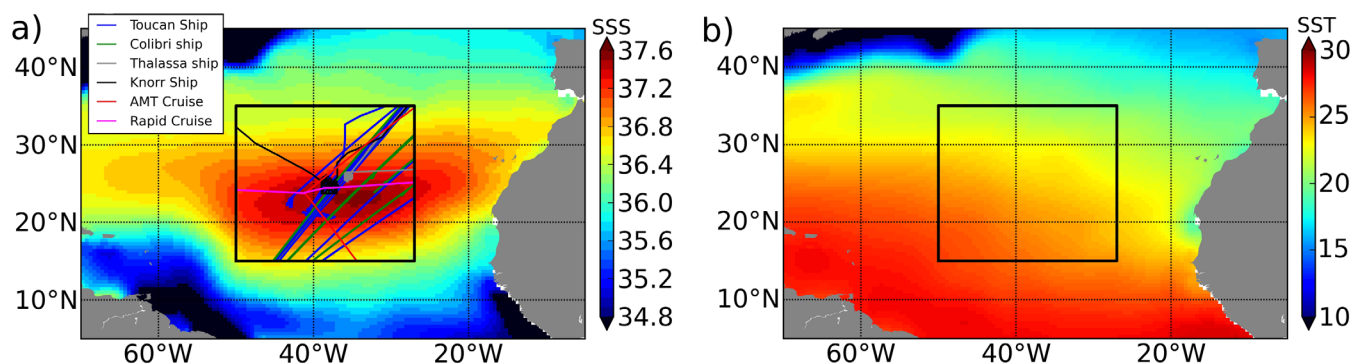 a)
Toucan Ship
Colibri ship
Thalassa ship
Knorr Ship
AMT Cruise
Rapid Cruise
SSS
40°N
30°N
20°N
10°N
60°W 40°W 20°W
37.6
37.2
36.8
36.4
36.0
35.6
35.2
34.8
b)
SST
40°N
30°N
20°N
10°N
60°W 40°W 20°W
30
25
20
15
10